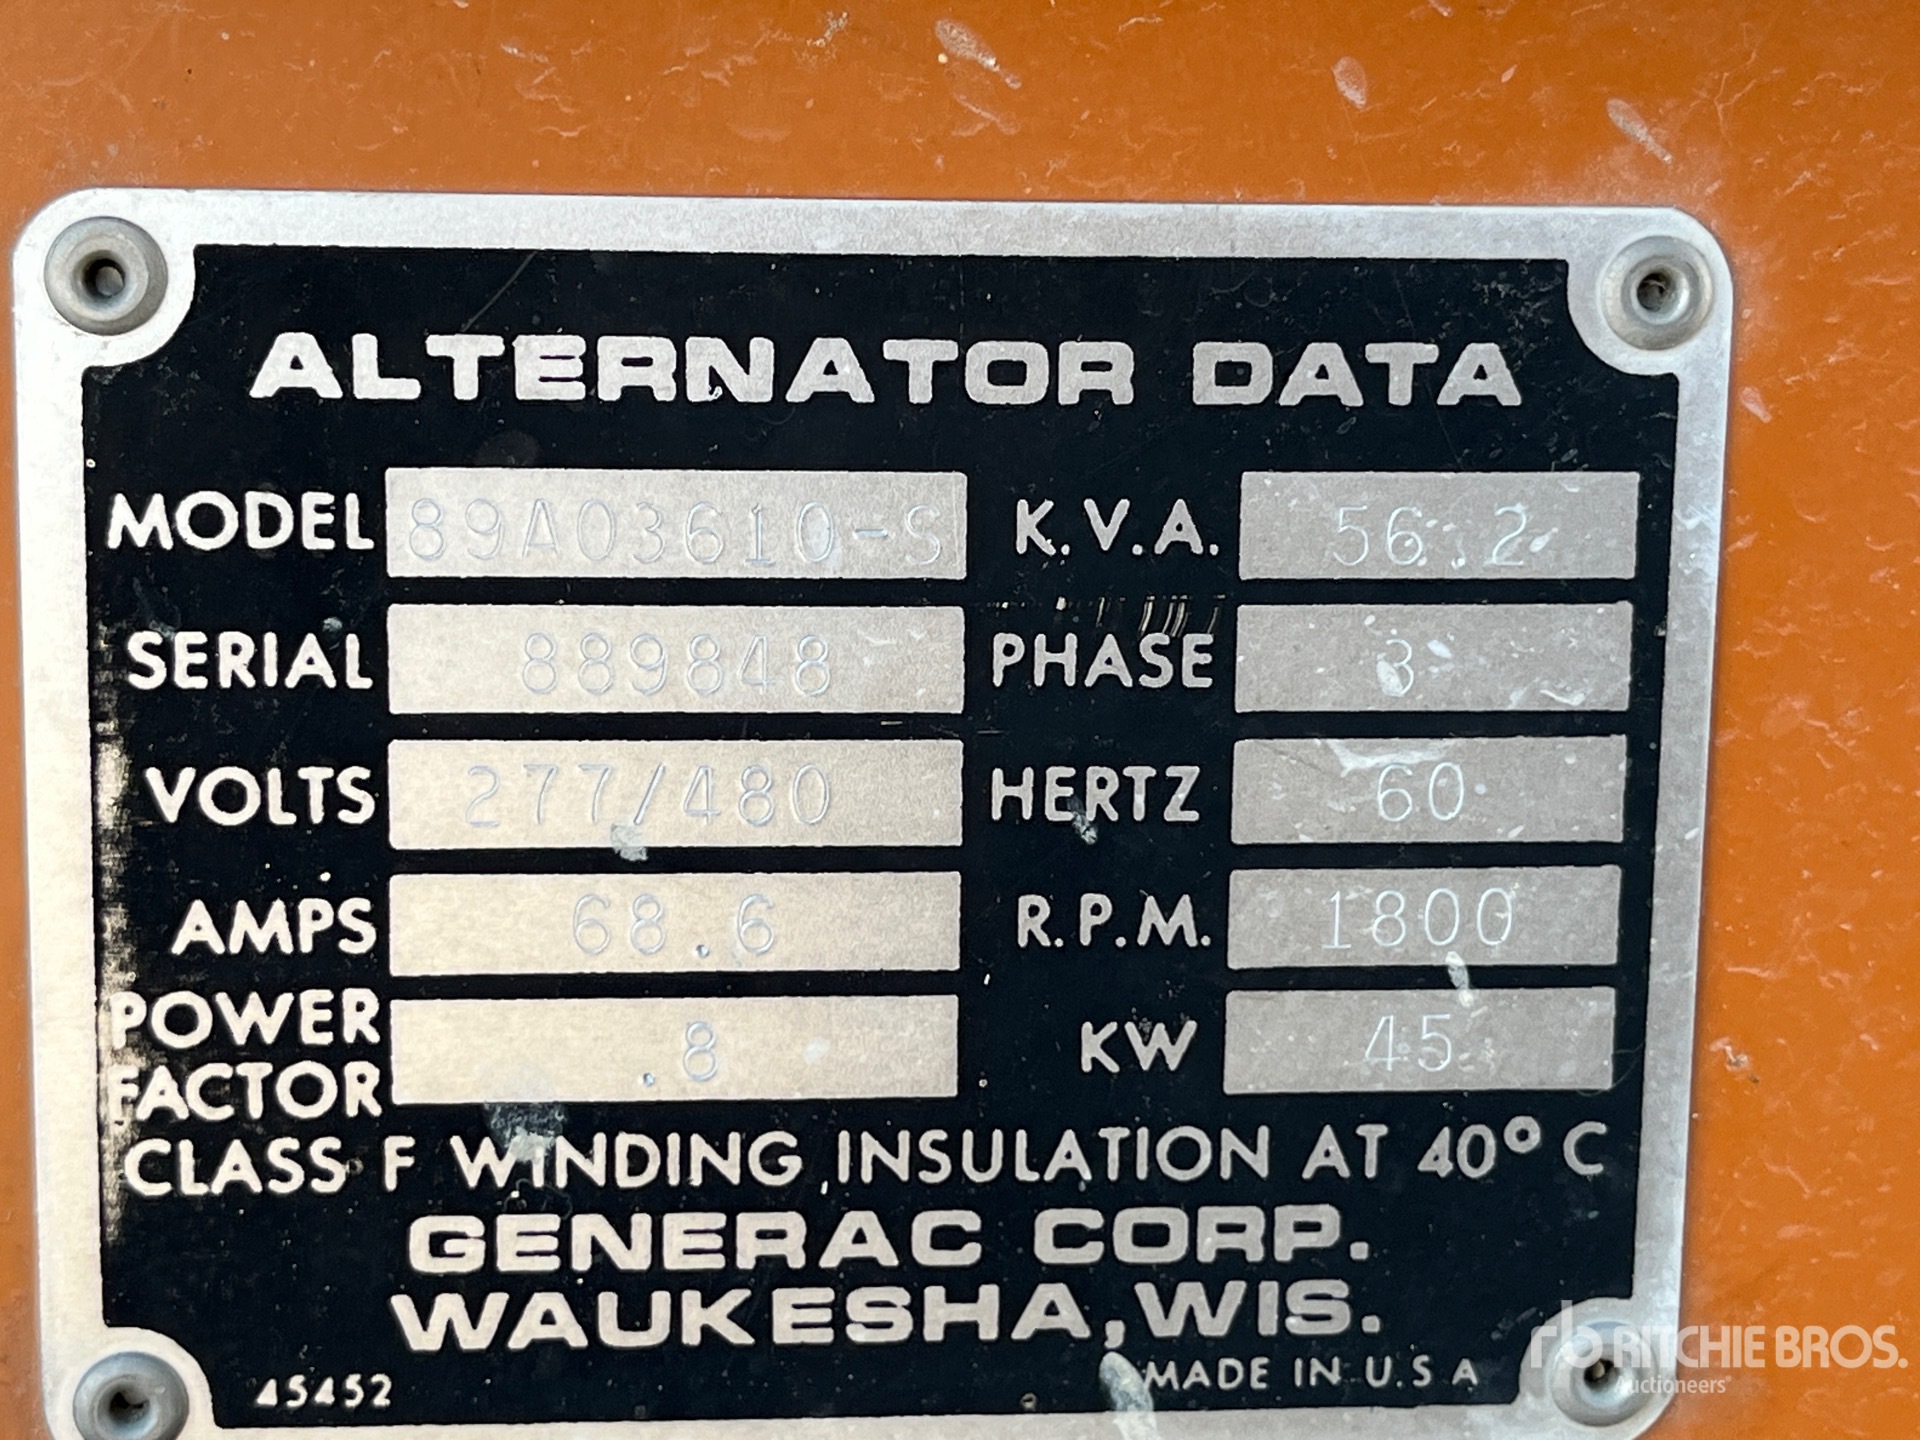 ALTERNATOR DATA
MODEL 89A03610-S K.V.A. 56.2
SERIAL 889848 PHASE 3
VOLTS 277/480 HERTZ 60
AMPS 68.6 R.P.M. 1800
POWER FACTOR .8 KW 45
CLASS F WINDING INSULATION AT 40° C
GENERAC CORP.
WAUKESHA, WIS.
45452 MADE IN U.S A
rb RITCHIE BROS.
Auctioneers